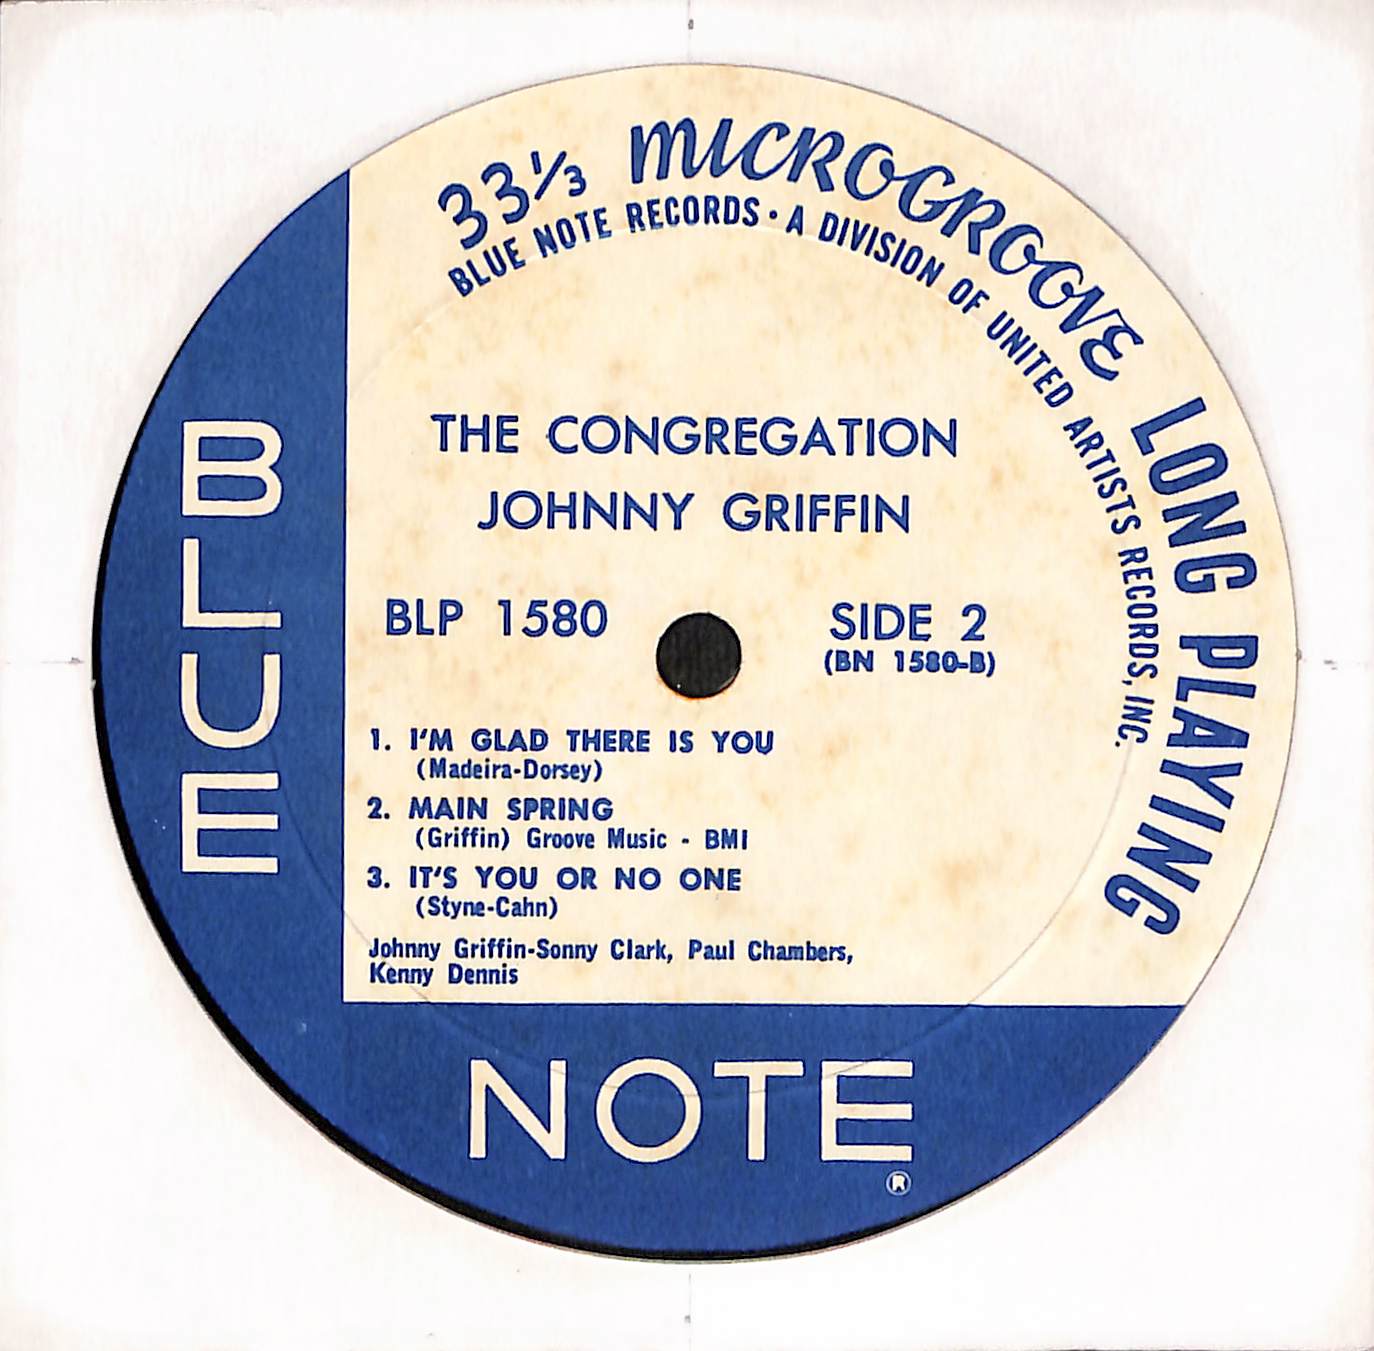 33⅓ MICROGROOVE LONG PLAYING
BLUE NOTE RECORDS · A DIVISION OF UNITED ARTISTS RECORDS, INC.
THE CONGREGATION
JOHNNY GRIFFIN
BLP 1580
SIDE 2
(BN 1580-B)
1. I'M GLAD THERE IS YOU
(Madeira-Dorsey)
2. MAIN SPRING
(Griffin) Groove Music - BMI
3. IT'S YOU OR NO ONE
(Styne-Cahn)
Johnny Griffin-Sonny Clark, Paul Chambers,
Kenny Dennis
BLUE
NOTE
®